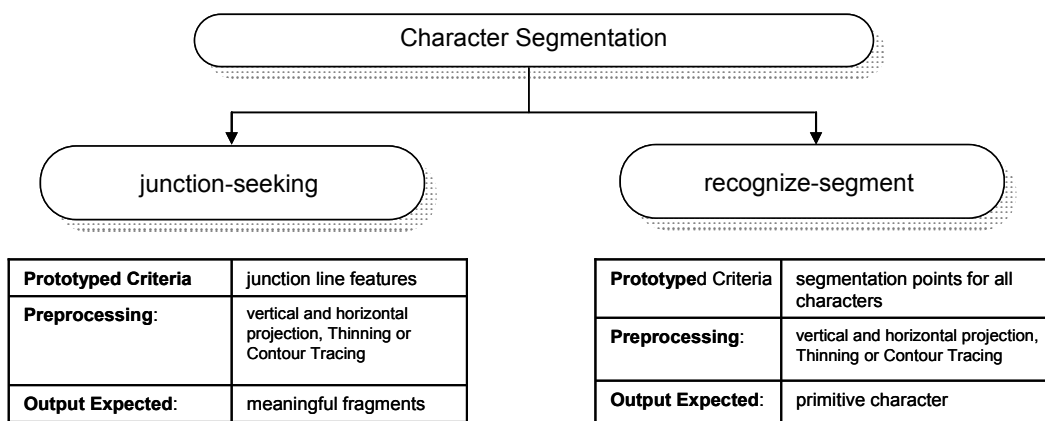 Character Segmentation
junction-seeking
recognize-segment
Prototyped Criteria
junction line features
Preprocessing:
vertical and horizontal
projection, Thinning or
Contour Tracing
Output Expected:
meaningful fragments
Prototyped Criteria
segmentation points for all
characters
Preprocessing:
vertical and horizontal projection,
Thinning or Contour Tracing
Output Expected:
primitive character